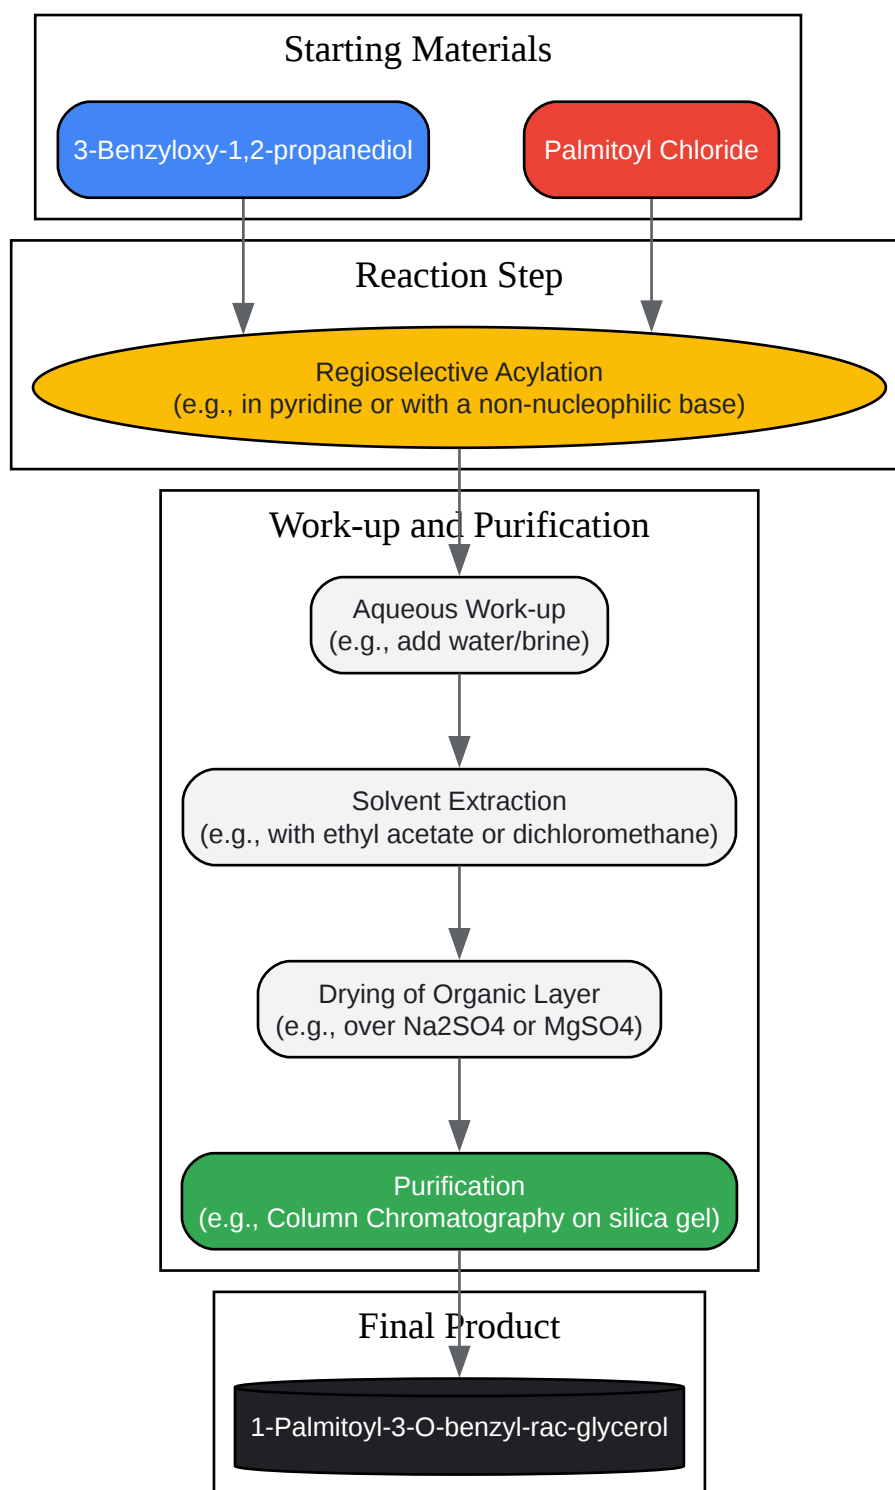 Starting Materials
3-Benzyloxy-1,2-propanediol
Palmitoyl Chloride
Reaction Step
Regioselective Acylation
(e.g., in pyridine or with a non-nucleophilic base)
Work-up and Purification
Aqueous Work-up
(e.g., add water/brine)
Solvent Extraction
(e.g., with ethyl acetate or dichloromethane)
Drying of Organic Layer
(e.g., over Na2SO4 or MgSO4)
Purification
(e.g., Column Chromatography on silica gel)
Final Product
1-Palmitoyl-3-O-benzyl-rac-glycerol